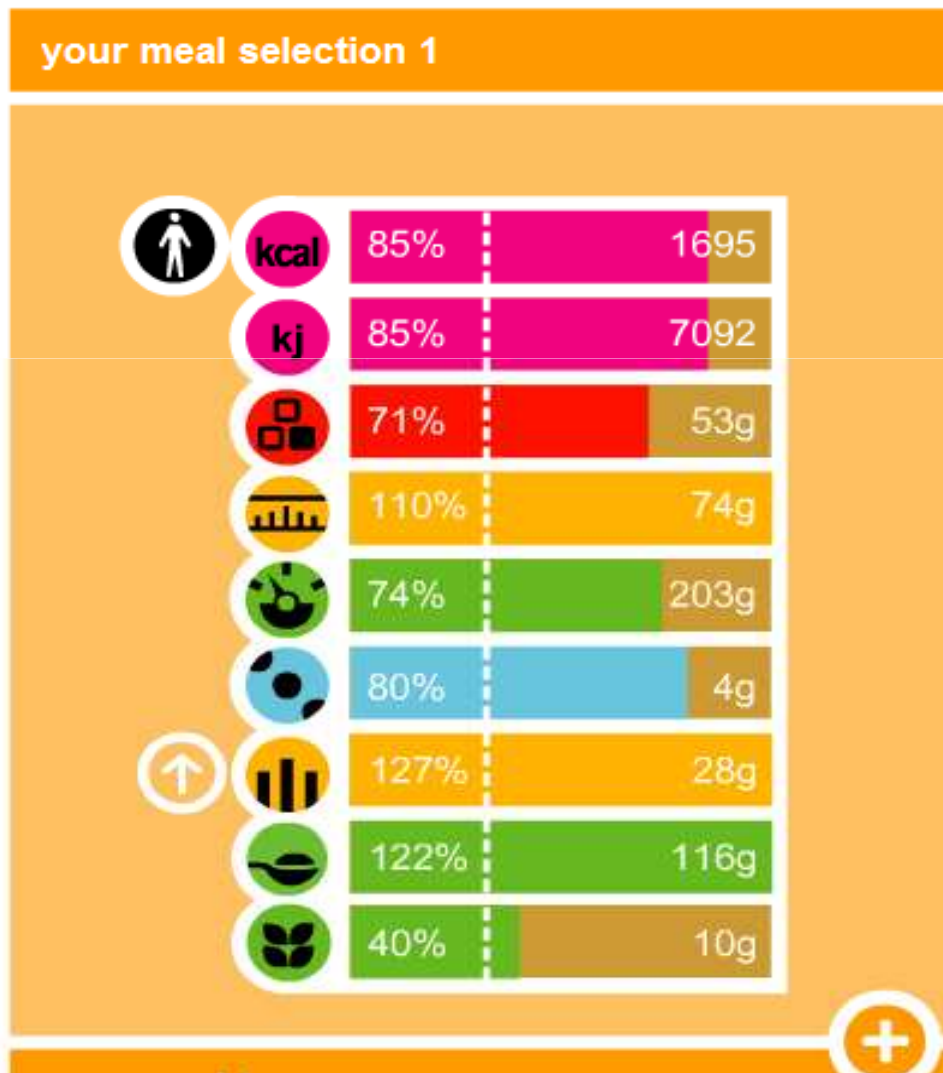 your meal selection 1
kcal 85% 1695
kj 85% 7092
71% 53g
110% 74g
74% 203g
80% 4g
127% 28g
122% 116g
40% 10g